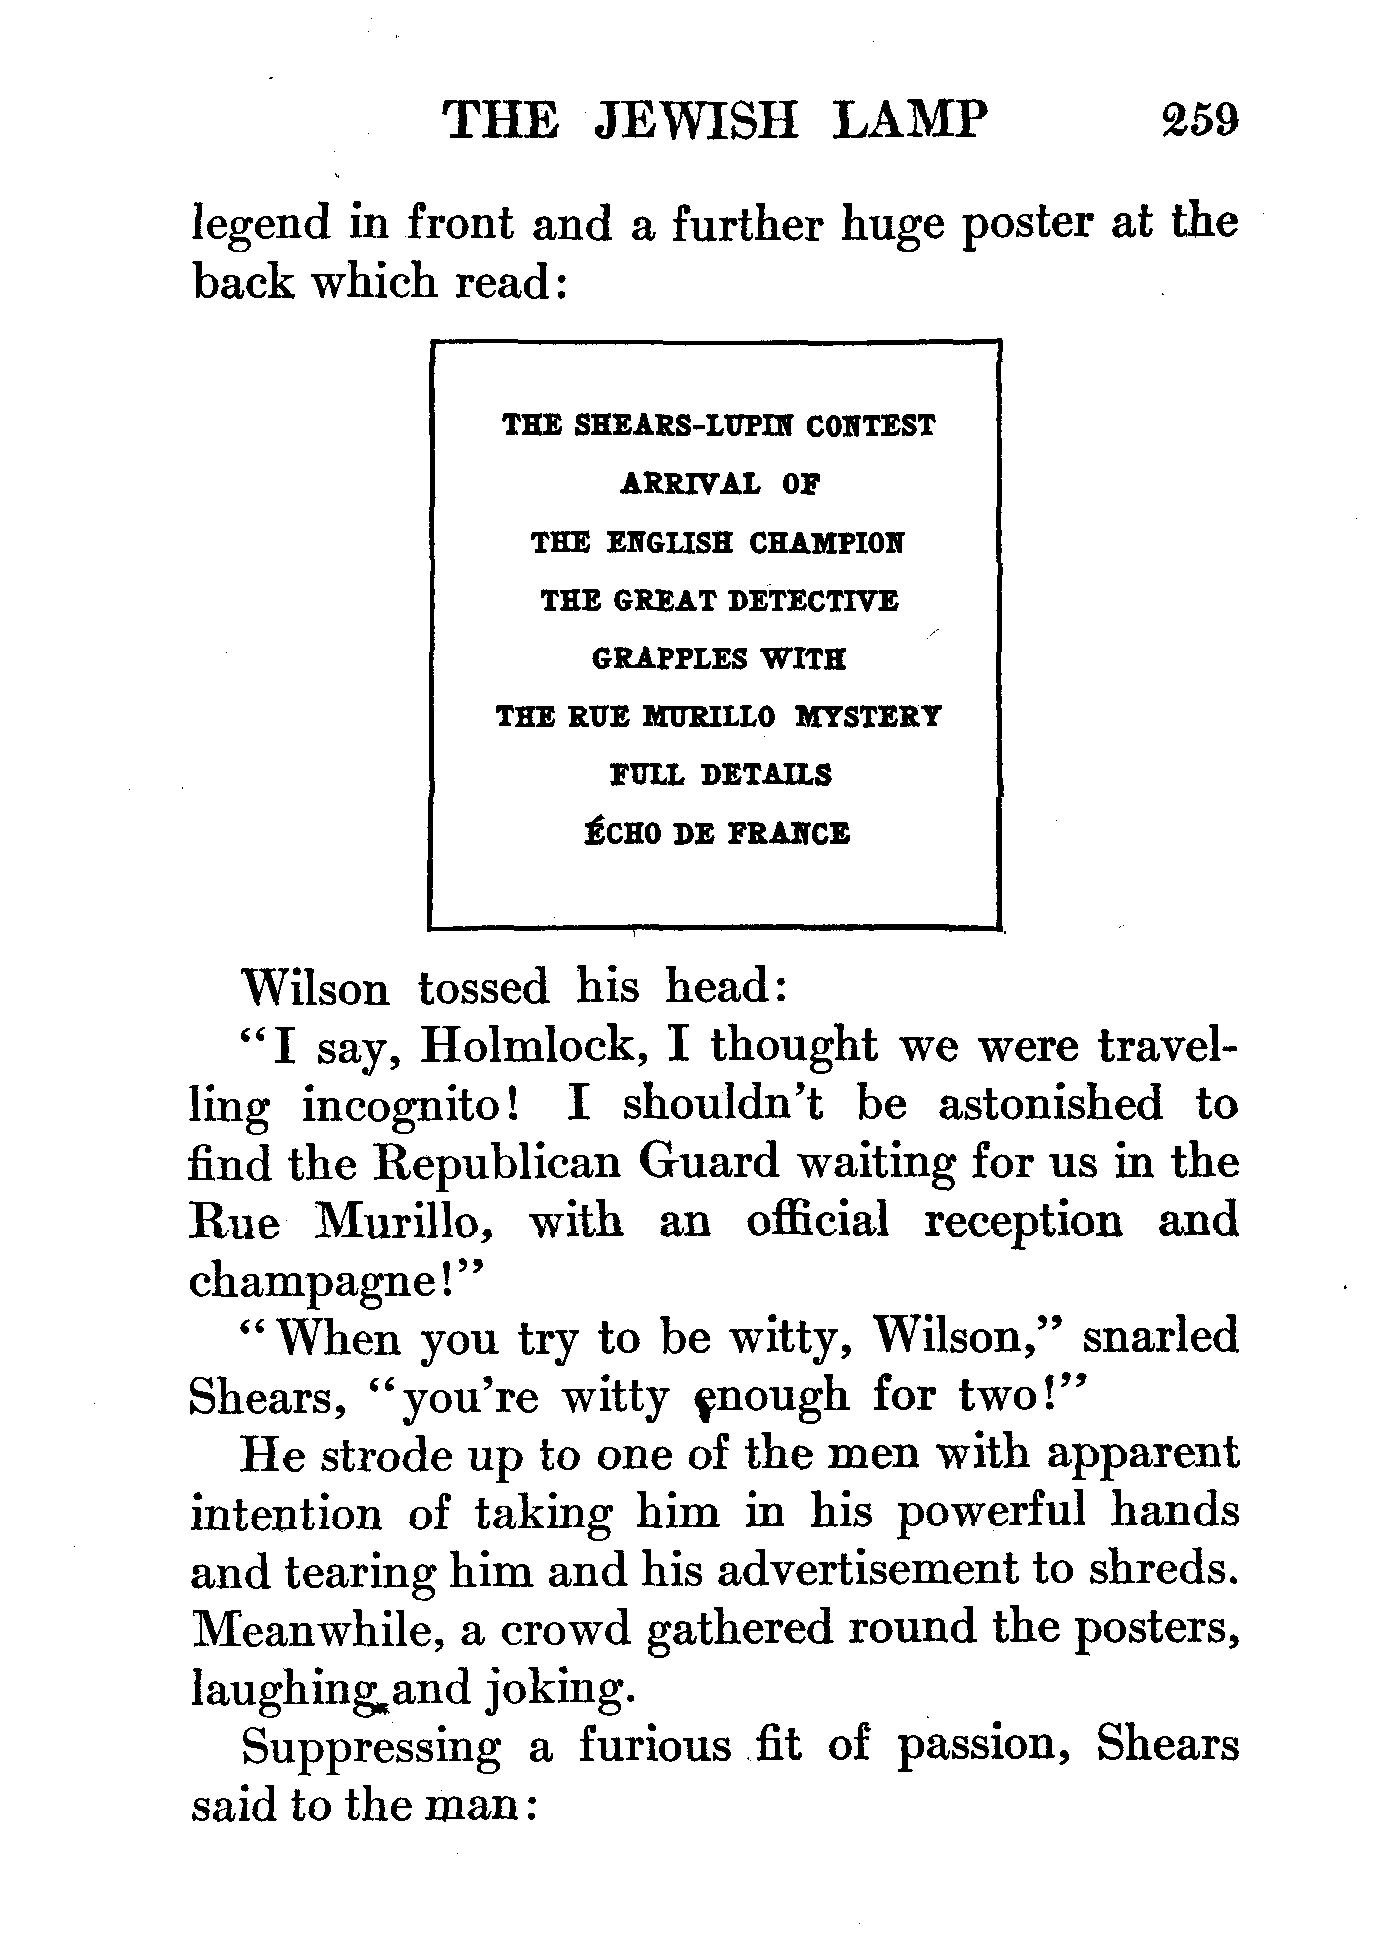 THE JEWISH LAMP 259
legend in front and a further huge poster at the
back which read:
THE SHEARS-LUPIN CONTEST
ARRIVAL OF
THE ENGLISH CHAMPION
THE GREAT DETECTIVE
GRAPPLES WITH
THE RUE MURILLO MYSTERY
FULL DETAILS
ÉCHO DE FRANCE
Wilson tossed his head:
"I say, Holmlock, I thought we were travel-
ling incognito! I shouldn't be astonished to
find the Republican Guard waiting for us in the
Rue Murillo, with an official reception and
champagne!"
"When you try to be witty, Wilson," snarled
Shears, "you're witty enough for two!"
He strode up to one of the men with apparent
intention of taking him in his powerful hands
and tearing him and his advertisement to shreds.
Meanwhile, a crowd gathered round the posters,
laughing and joking.
Suppressing a furious fit of passion, Shears
said to the man: